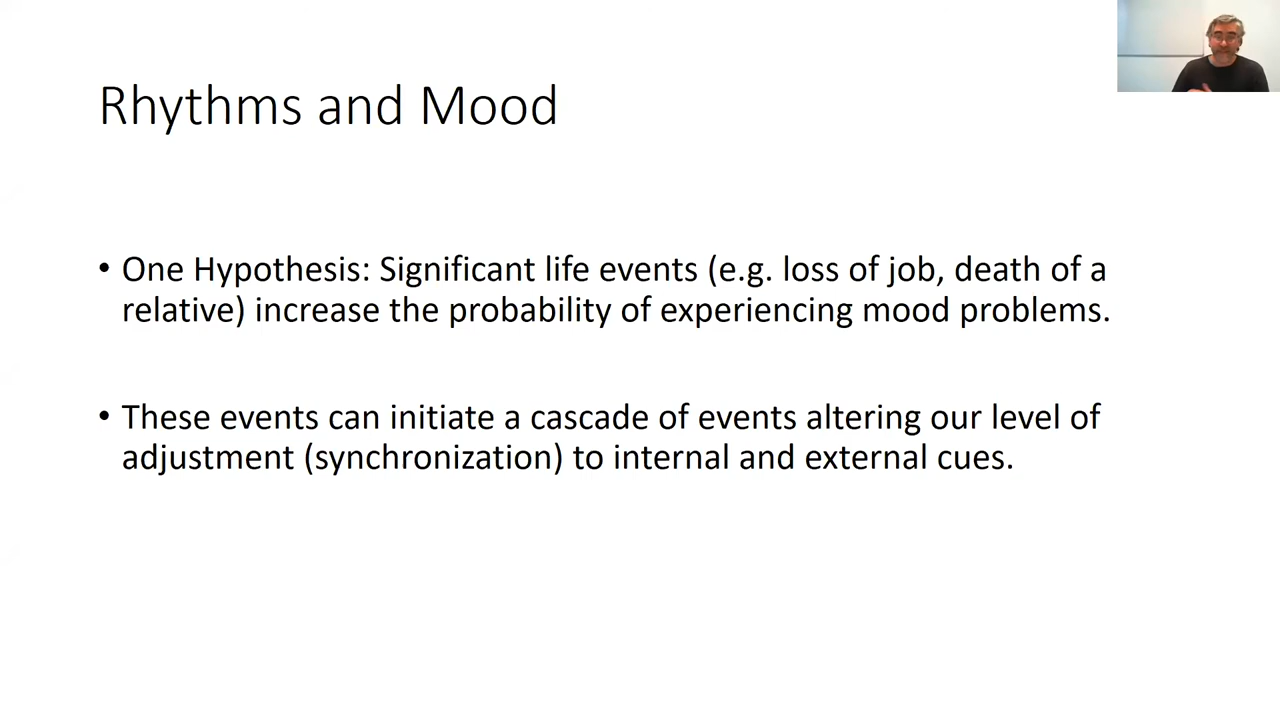 Rhythms and Mood
• One Hypothesis: Significant life events (e.g. loss of job, death of a
relative) increase the probability of experiencing mood problems.
• These events can initiate a cascade of events altering our level of
adjustment (synchronization) to internal and external cues.